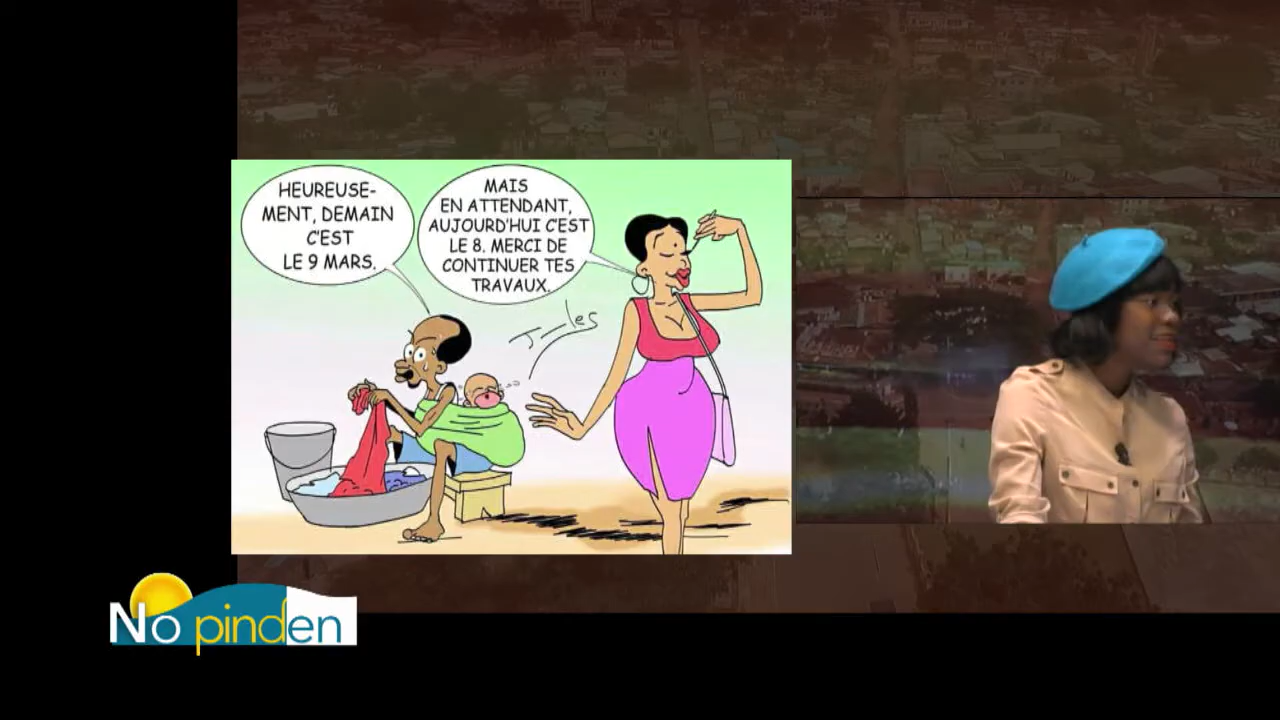 HEUREUSE-
MENT, DEMAIN
C'EST
LE 9 MARS.
MAIS
EN ATTENDANT,
AUJOURD'HUI C'EST
LE 8. MERCI DE
CONTINUER TES
TRAVAUX.
No pinden